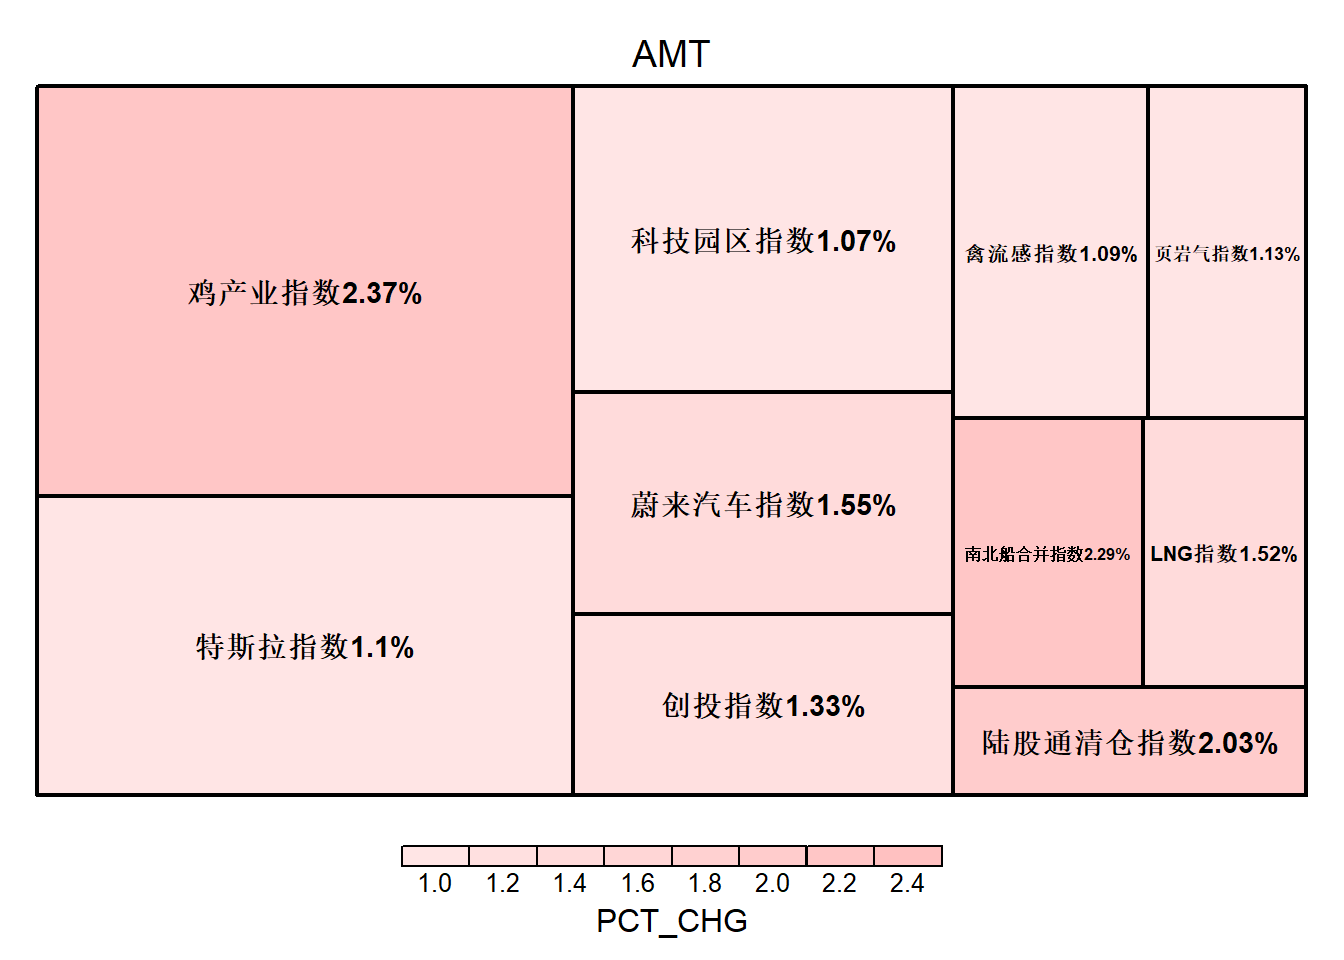 AMT
鸡产业指数2.37%
特斯拉指数1.1%
科技园区指数1.07%
蔚来汽车指数1.55%
创投指数1.33%
禽流感指数1.09%
页岩气指数1.13%
南北船合并指数2.29%
LNG指数1.52%
陆股通清仓指数2.03%
1.0 1.2 1.4 1.6 1.8 2.0 2.2 2.4
PCT_CHG